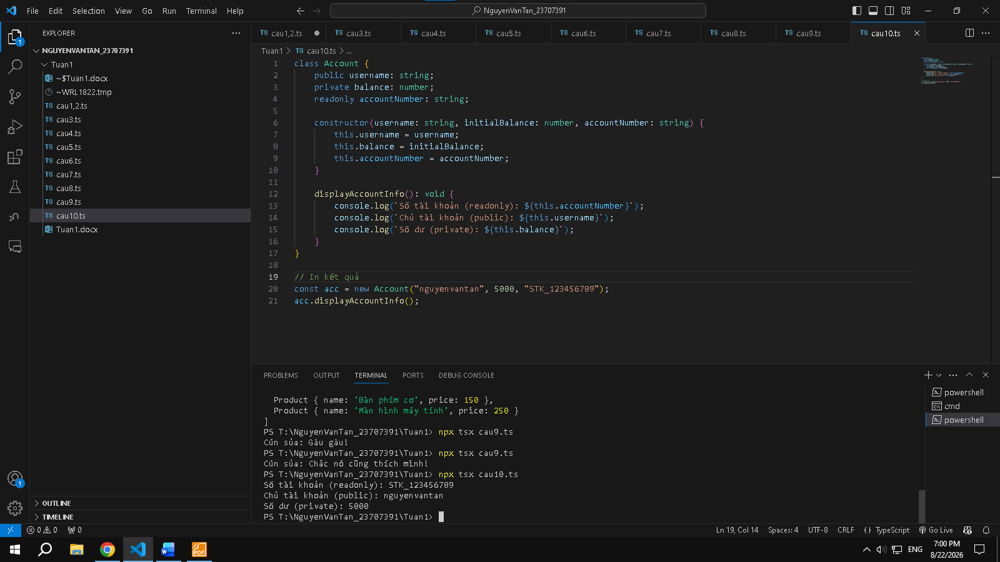 File Edit Selection View Go Run Terminal Help
NguyenVanTan_23707391
EXPLORER
NGUYENVANTAN_23707391
Tuan1
~$Tuan1.docx
~WRL1822.tmp
TS cau1,2.ts
TS cau3.ts
TS cau4.ts
TS cau5.ts
TS cau6.ts
TS cau7.ts
TS cau8.ts
TS cau9.ts
TS cau10.ts
Tuan1.docx
OUTLINE
TIMELINE
TS cau1,2.ts TS cau3.ts TS cau4.ts TS cau5.ts TS cau6.ts TS cau7.ts TS cau8.ts TS cau9.ts TS cau10.ts
Tuan1 > TS cau10.ts > ...
1 class Account {
2 public username: string;
3 private balance: number;
4 readonly accountNumber: string;
5
6 constructor(username: string, initialBalance: number, accountNumber: string) {
7 this.username = username;
8 this.balance = initialBalance;
9 this.accountNumber = accountNumber;
10 }
11
12 displayAccountInfo(): void {
13 console.log(`Số tài khoản (readonly): ${this.accountNumber}`);
14 console.log(`Chủ tài khoản (public): ${this.username}`);
15 console.log(`Số dư (private): ${this.balance}`);
16 }
17 }
18
19 // In kết quả
20 const acc = new Account("nguyenvantan", 5000, "STK_123456789");
21 acc.displayAccountInfo();
PROBLEMS OUTPUT TERMINAL PORTS DEBUG CONSOLE
Product { name: 'Bàn phím cơ', price: 150 },
Product { name: 'Màn hình máy tính', price: 250 }
]
PS T:\NguyenVanTan_23707391\Tuan1> npx tsx cau9.ts
Cún sủa: Gâu gâu!
PS T:\NguyenVanTan_23707391\Tuan1> npx tsx cau9.ts
Cún sủa: Chắc nó cũng thích mình!
PS T:\NguyenVanTan_23707391\Tuan1> npx tsx cau10.ts
Số tài khoản (readonly): STK_123456789
Chủ tài khoản (public): nguyenvantan
Số dư (private): 5000
PS T:\NguyenVanTan_23707391\Tuan1>
powershell
cmd
powershell
1
1
0 0 0 Ln 19, Col 14 Spaces: 4 UTF-8 CRLF {} TypeScript Go Live
ENG
7:00 PM
8/22/2026
PDF